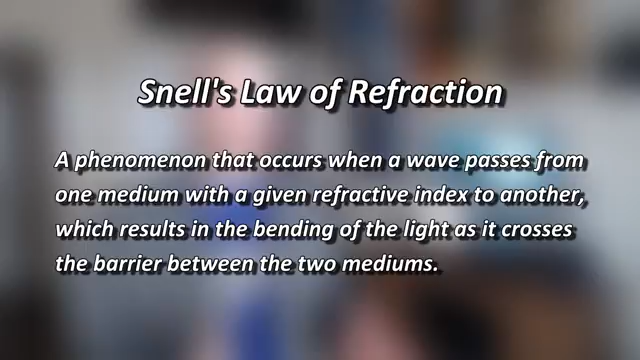 Snell's Law of Refraction
A phenomenon that occurs when a wave passes from
one medium with a given refractive index to another,
which results in the bending of the light as it crosses
the barrier between the two mediums.